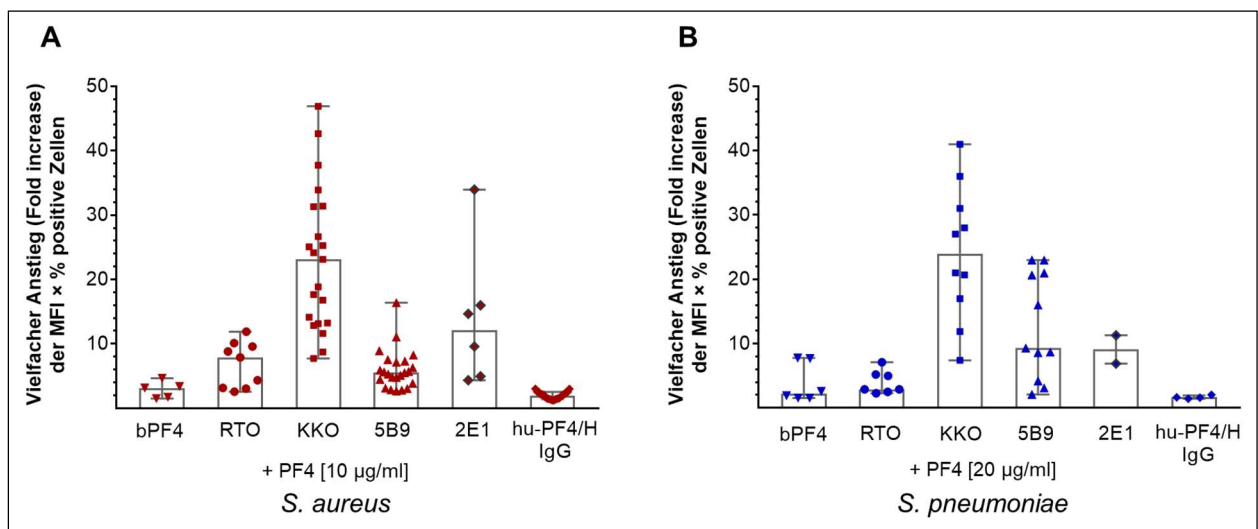 A
Vielfacher Anstieg (Fold increase)
der MFI × % positive Zellen
50
40
30
20
10
bPF4 RTO KKO 5B9 2E1 hu-PF4/H
IgG
+ PF4 [10 µg/ml]
S. aureus
B
Vielfacher Anstieg (Fold increase)
der MFI × % positive Zellen
50
40
30
20
10
bPF4 RTO KKO 5B9 2E1 hu-PF4/H
IgG
+ PF4 [20 µg/ml]
S. pneumoniae